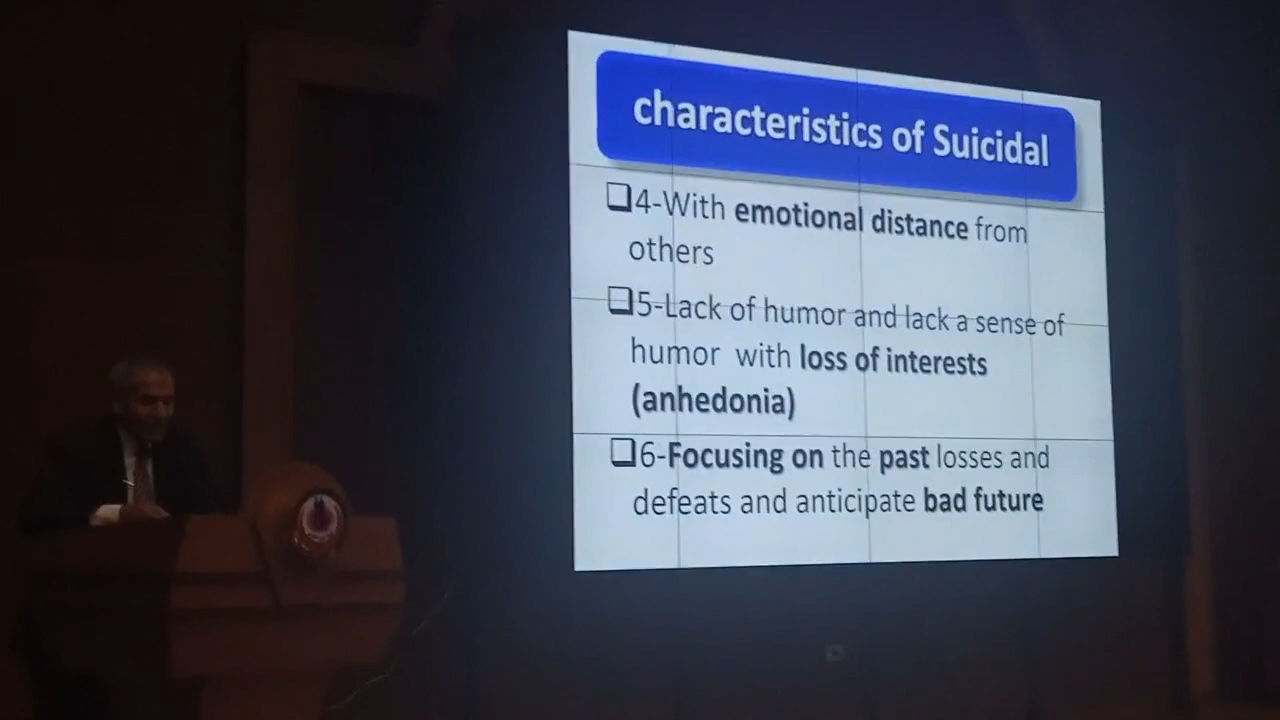 characteristics of Suicidal
❑4-With emotional distance from
others
❑5-Lack of humor and lack a sense of
humor with loss of interests
(anhedonia)
❑6-Focusing on the past losses and
defeats and anticipate bad future